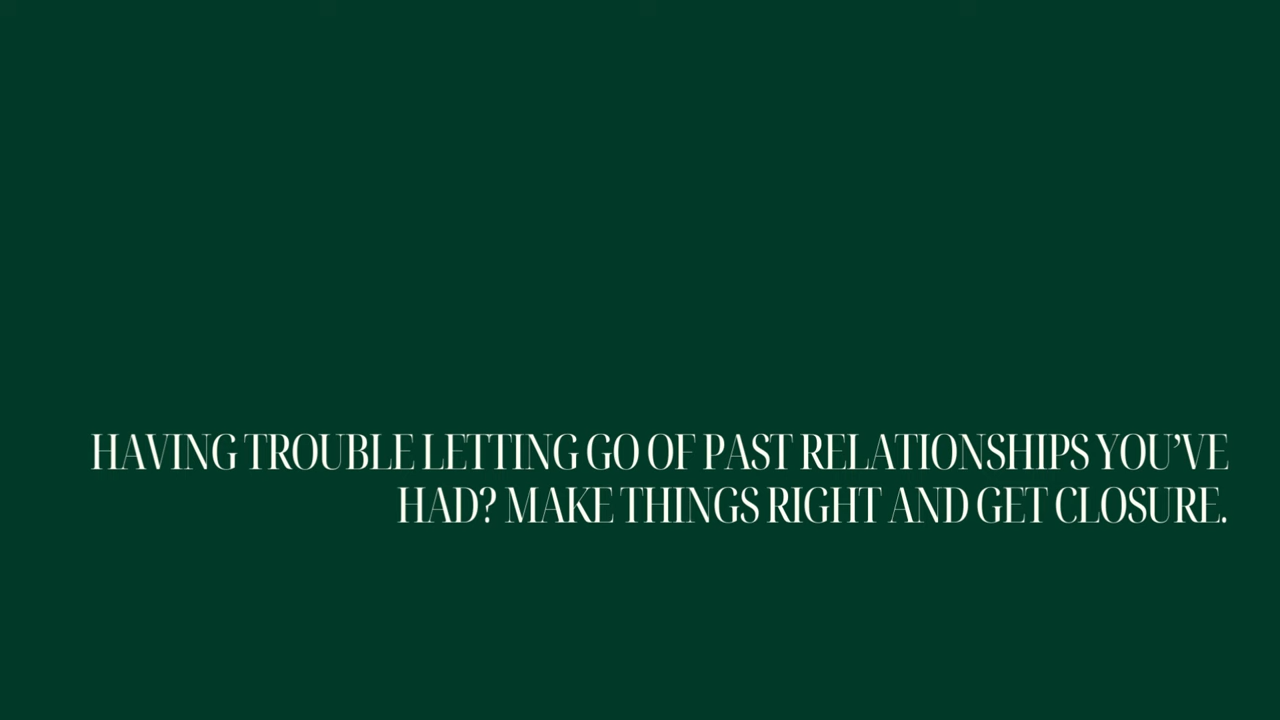 HAVING TROUBLE LETTING GO OF PAST RELATIONSHIPS YOU’VE
HAD? MAKE THINGS RIGHT AND GET CLOSURE.